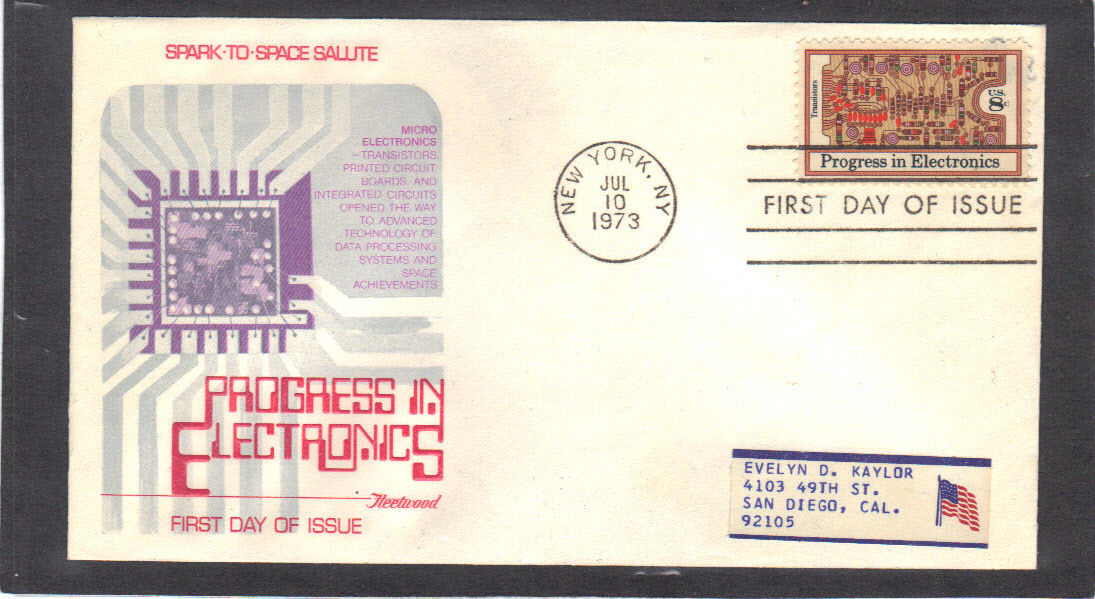 SPARK·TO·SPACE SALUTE
MICRO
ELECTRONICS
– TRANSISTORS,
PRINTED CIRCUIT
BOARDS, AND
INTEGRATED CIRCUITS
OPENED THE WAY
TO ADVANCED
TECHNOLOGY OF
DATA PROCESSING
SYSTEMS AND
SPACE
ACHIEVEMENTS
PROGRESS IN
ELECTRONICS
Fleetwood
FIRST DAY OF ISSUE
NEW YORK, NY
JUL
10
1973
Transistors
U.S.
8c
Progress in Electronics
FIRST DAY OF ISSUE
EVELYN D. KAYLOR
4103 49TH ST.
SAN DIEGO, CAL.
92105